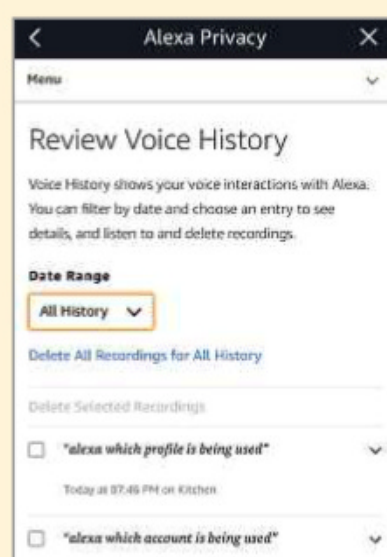 Alexa Privacy
Menu
Review Voice History
Voice History shows your voice interactions with Alexa.
You can filter by date and choose an entry to see
details, and listen to and delete recordings.
Date Range
All History
Delete All Recordings for All History
Delete Selected Recordings
"alexa which profile is being used"
Today at 07:46 PM on Kitchen
"alexa which account is being used"